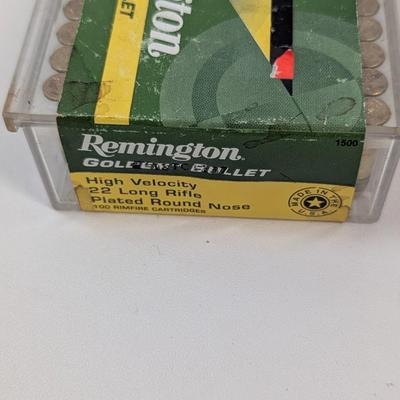 Remington
GOLDEN BULLET
1500
High Velocity
22 Long Rifle
Plated Round Nose
100 RIMFIRE CARTRIDGES
MADE IN THE U.S.A.